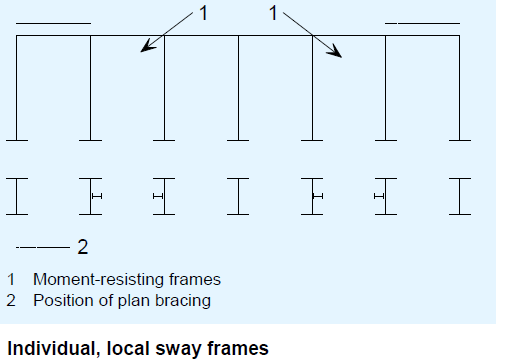 1 1
2
1 Moment-resisting frames
2 Position of plan bracing
Individual, local sway frames